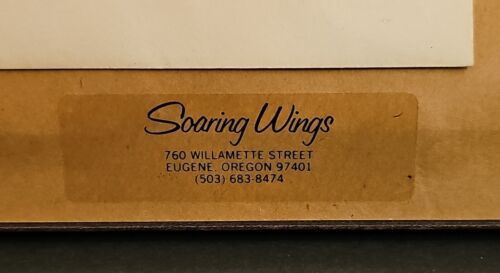 Soaring Wings
760 WILLAMETTE STREET
EUGENE, OREGON 97401
(503) 683-8474